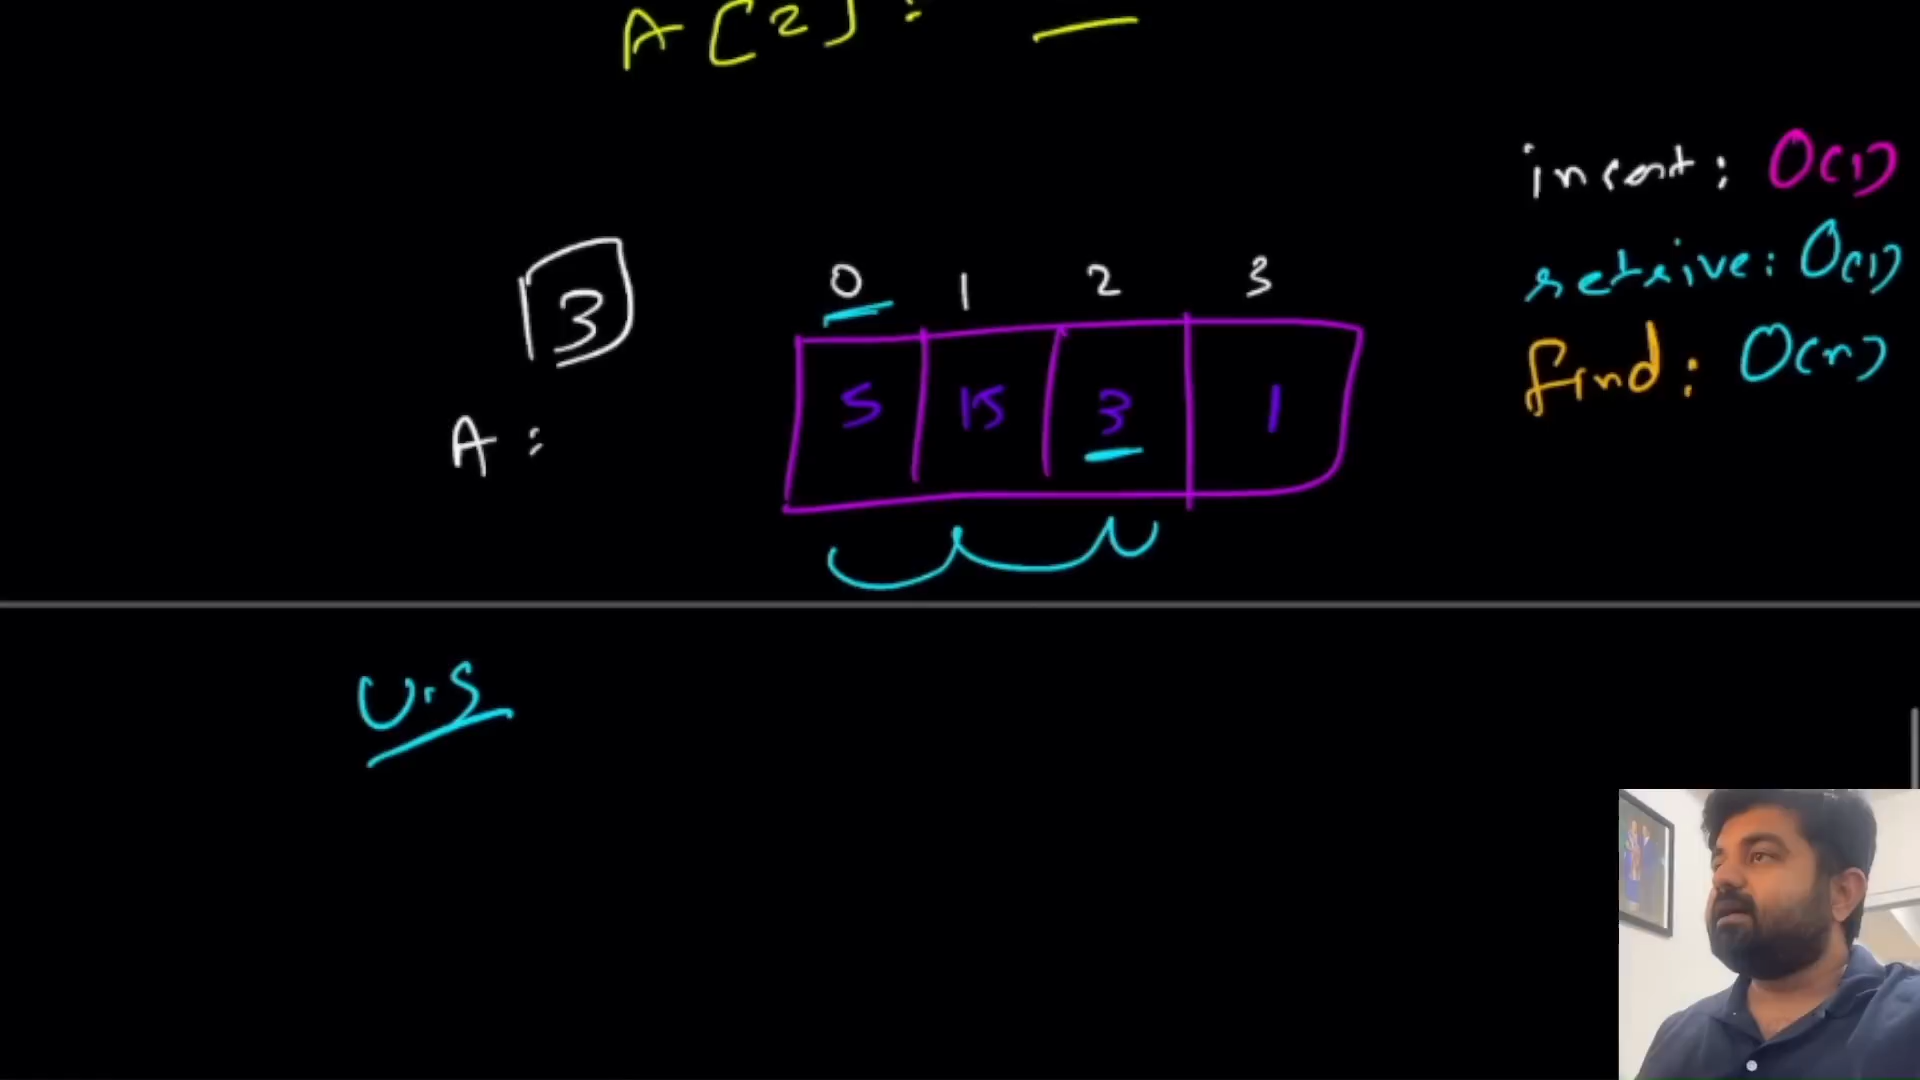 A[2]:
insert: O(1)
retrive: O(1)
find: O(n)
0 1 2 3
3
A: 5 15 3 1
U.S